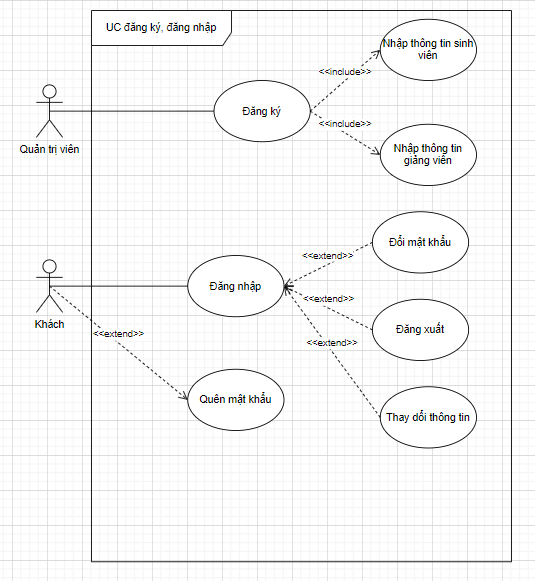 UC đăng ký, đăng nhập
Nhập thông tin sinh
viên
<<include>>
Đăng ký
<<include>>
Quản trị viên
Nhập thông tin
giảng viên
Đổi mật khẩu
<<extend>>
Đăng nhập
<<extend>>
Khách
<<extend>>
Đăng xuất
<<extend>>
Quên mật khẩu
Thay dổi thông tin